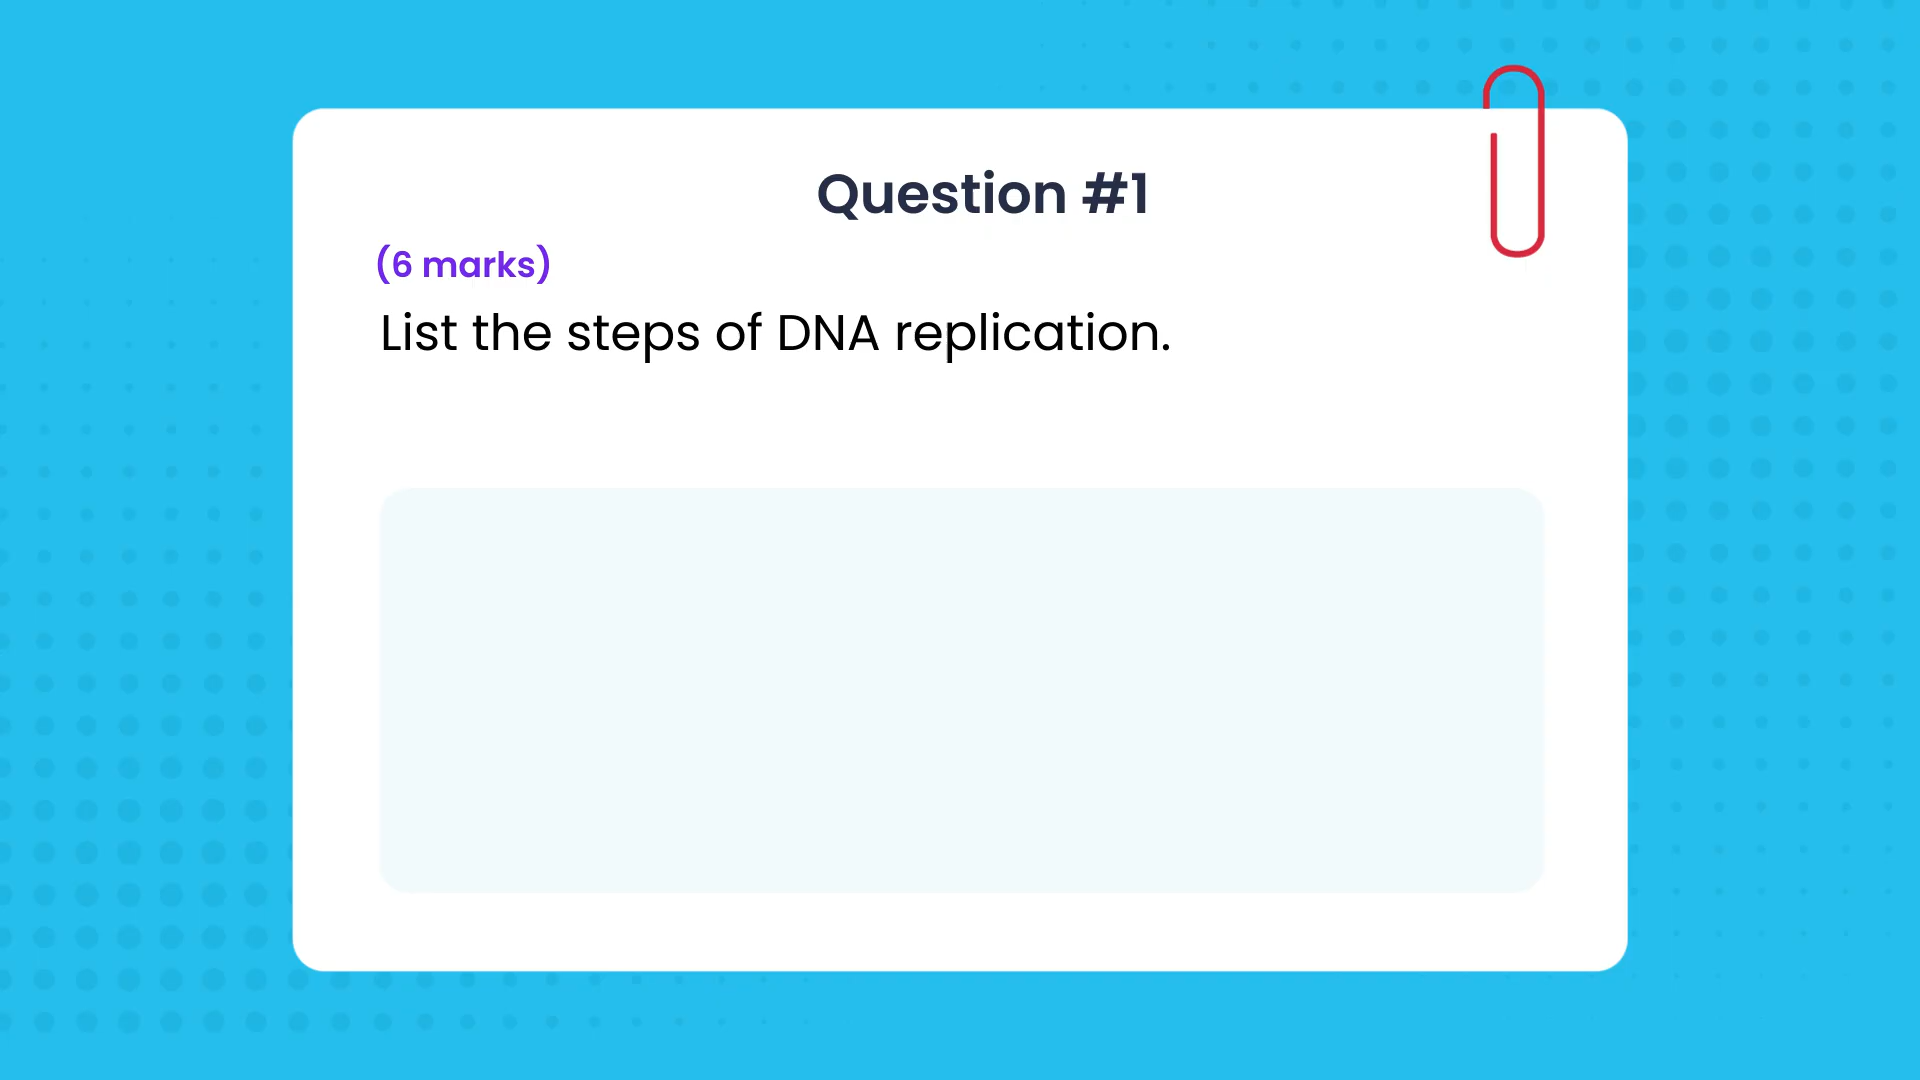 Question #1
(6 marks)
List the steps of DNA replication.